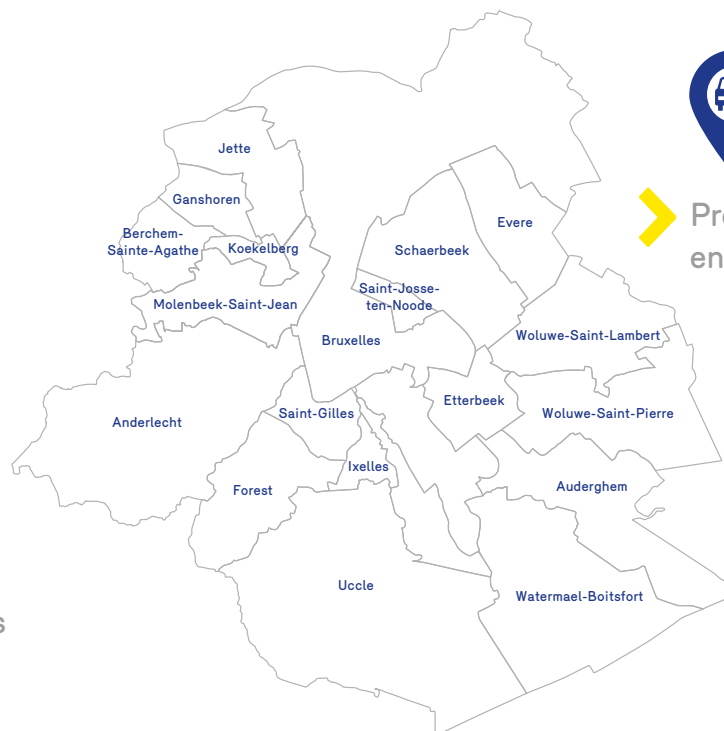 Jette
Ganshoren
Evere
Berchem-
Sainte-Agathe
Koekelberg
Schaerbeek
Saint-Josse-
ten-Noode
Molenbeek-Saint-Jean
Bruxelles
Woluwe-Saint-Lambert
Etterbeek
Saint-Gilles
Woluwe-Saint-Pierre
Anderlecht
Ixelles
Forest
Auderghem
Uccle
Watermael-Boitsfort
en